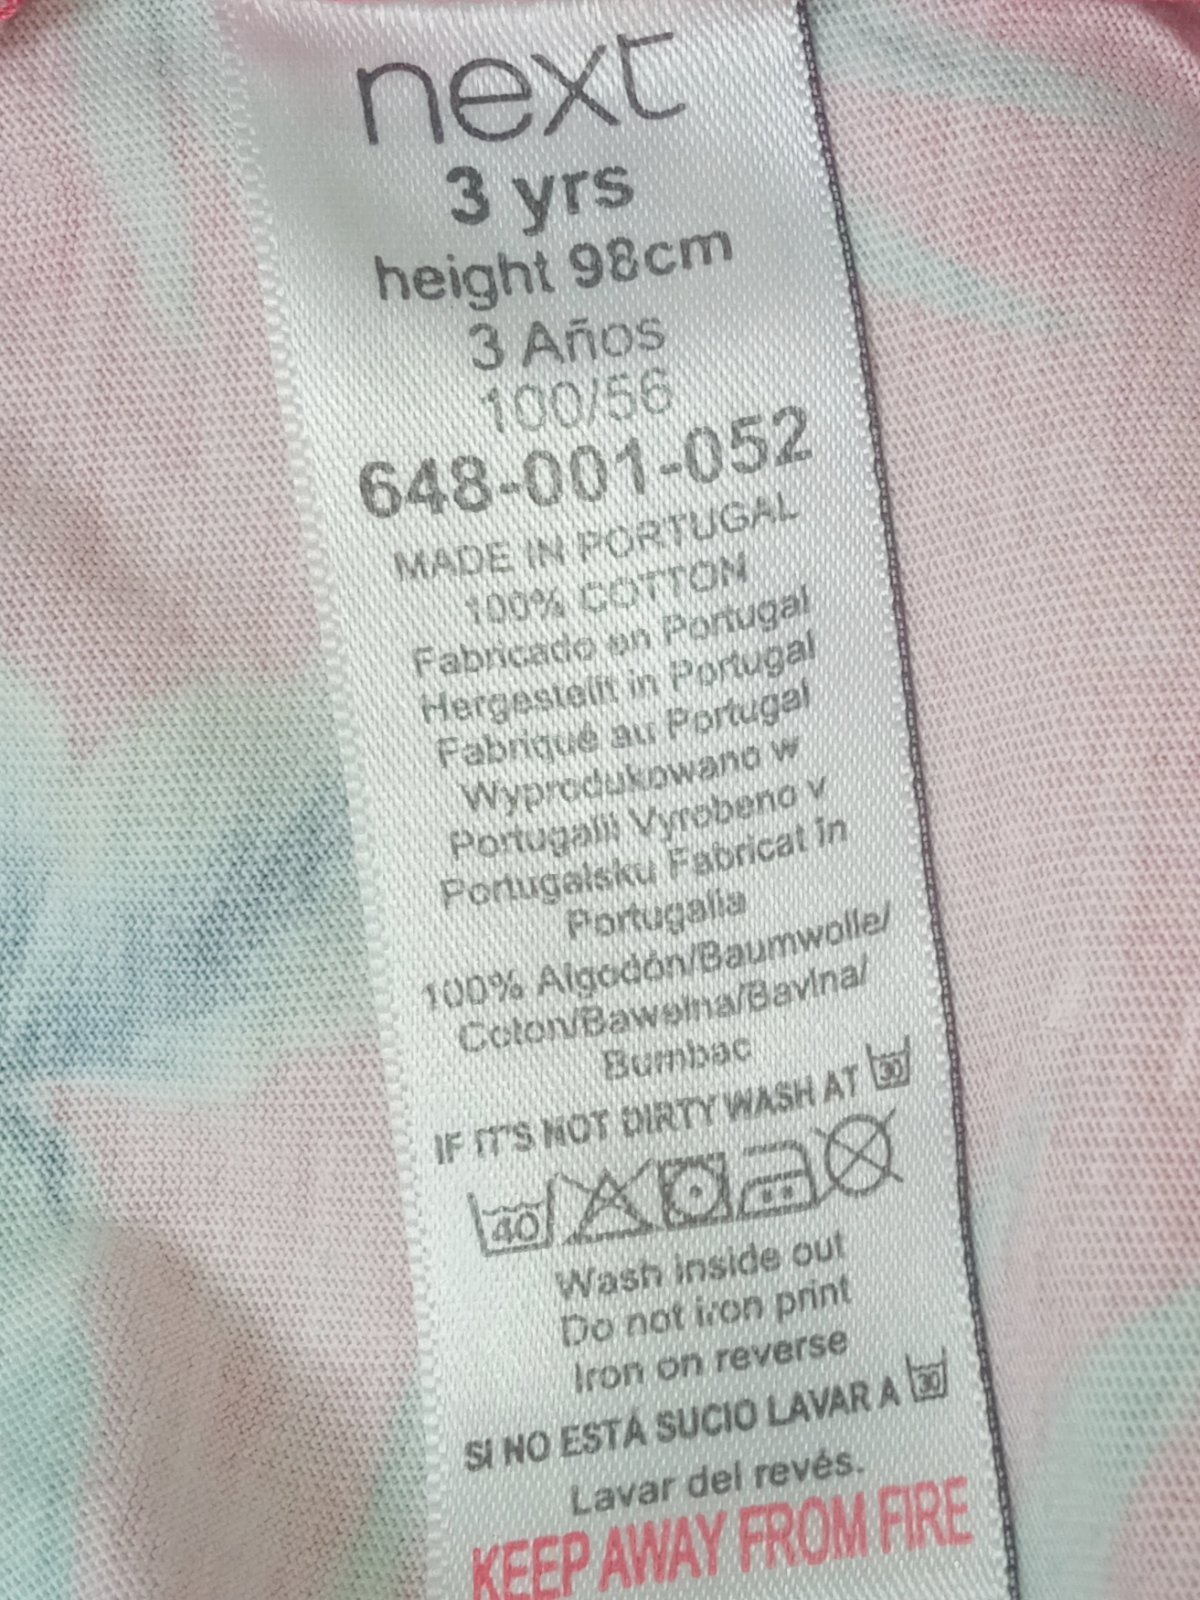 next
3 yrs
height 98cm
3 Años
100/56
648-001-052
MADE IN PORTUGAL
100% COTTON
Fabricado en Portugal
Hergestellt in Portugal
Fabriqué au Portugal
Wyprodukowano w
Portugalii Vyrobeno v
Portugalsku Fabricat în
Portugalia
100% Algodón/Baumwolle/
Coton/Bawełna/Bavlna/
Bumbac
IF IT'S NOT DIRTY WASH AT 30
40
Wash inside out
Do not iron print
Iron on reverse
SI NO ESTÁ SUCIO LAVAR A 30
Lavar del revés.
KEEP AWAY FROM FIRE